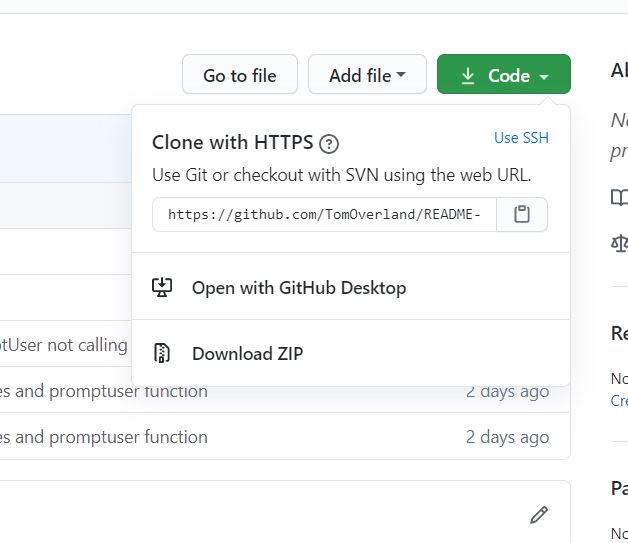 Go to file
Add file
Code
Clone with HTTPS
Use SSH
Use Git or checkout with SVN using the web URL.
https://github.com/TomOverland/README-
Open with GitHub Desktop
Download ZIP
tUser not calling
es and promptuser function
2 days ago
es and promptuser function
2 days ago
Ab
No
pr
Re
No
Cre
Pa
No